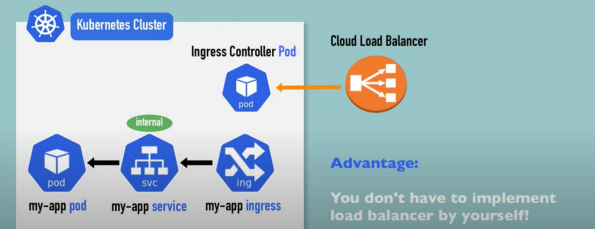 Kubernetes Cluster
Cloud Load Balancer
Ingress Controller Pod
pod
internal
pod
svc
ing
my-app pod
my-app service
my-app ingress
Advantage:
You don't have to implement
load balancer by yourself!